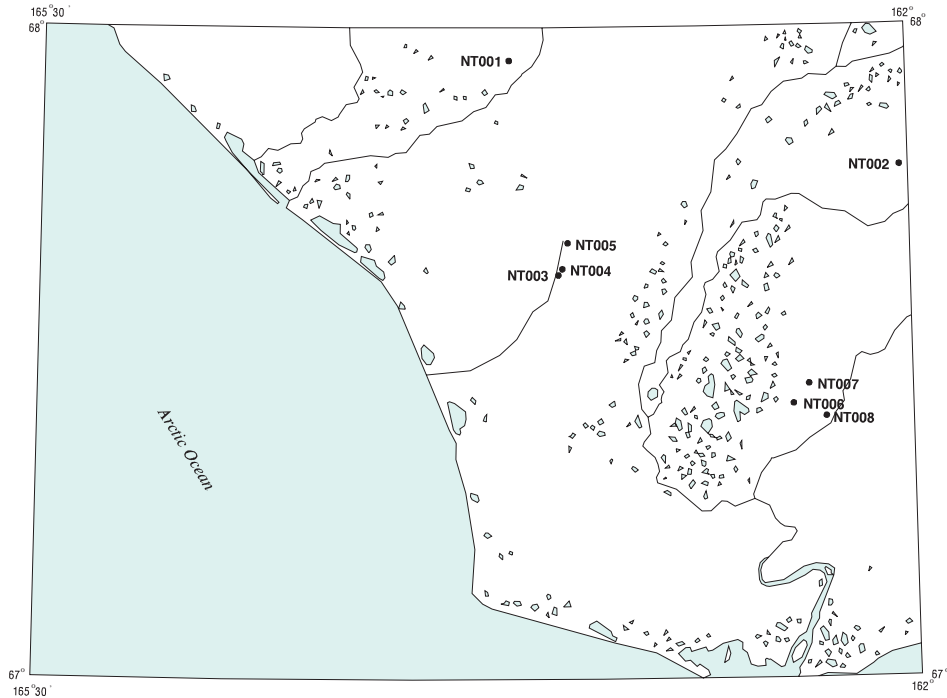 165°30'
162°
68°
68°
NT001
NT002
NT005
NT004
NT003
NT007
NT006
NT008
Arctic Ocean
67°
67°
165°30'
162°